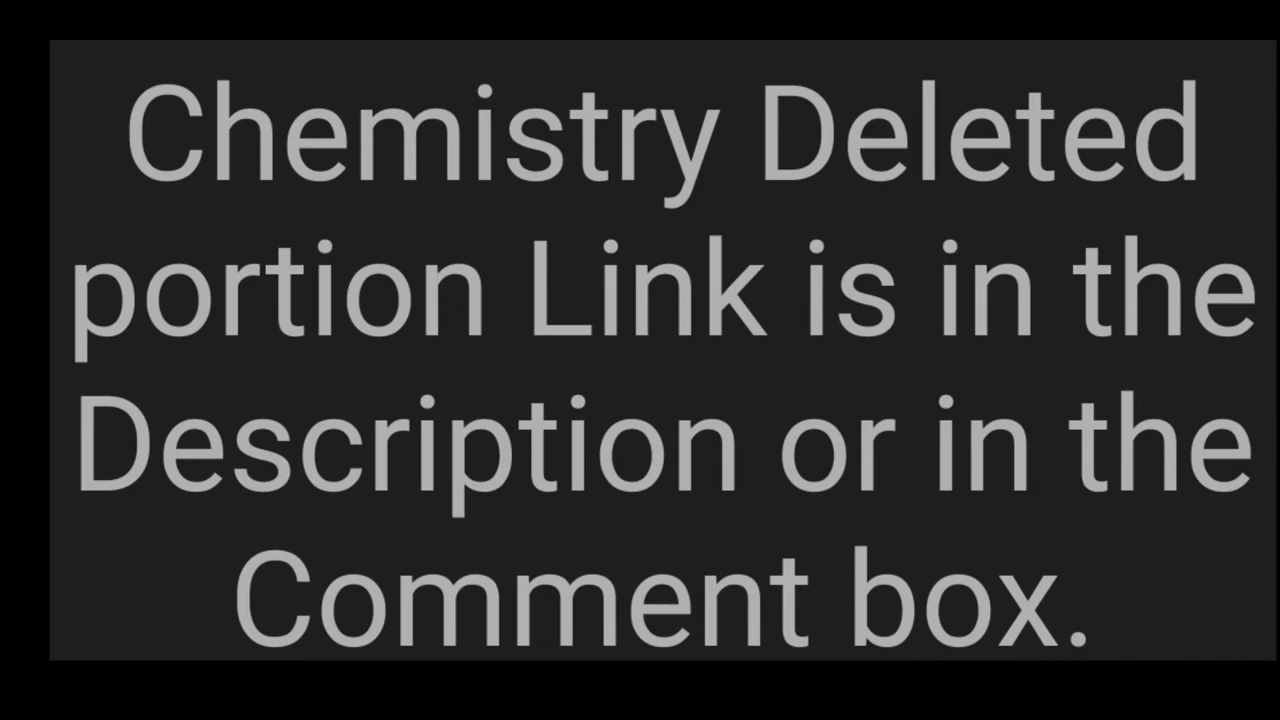 Chemistry Deleted
portion Link is in the
Description or in the
Comment box.